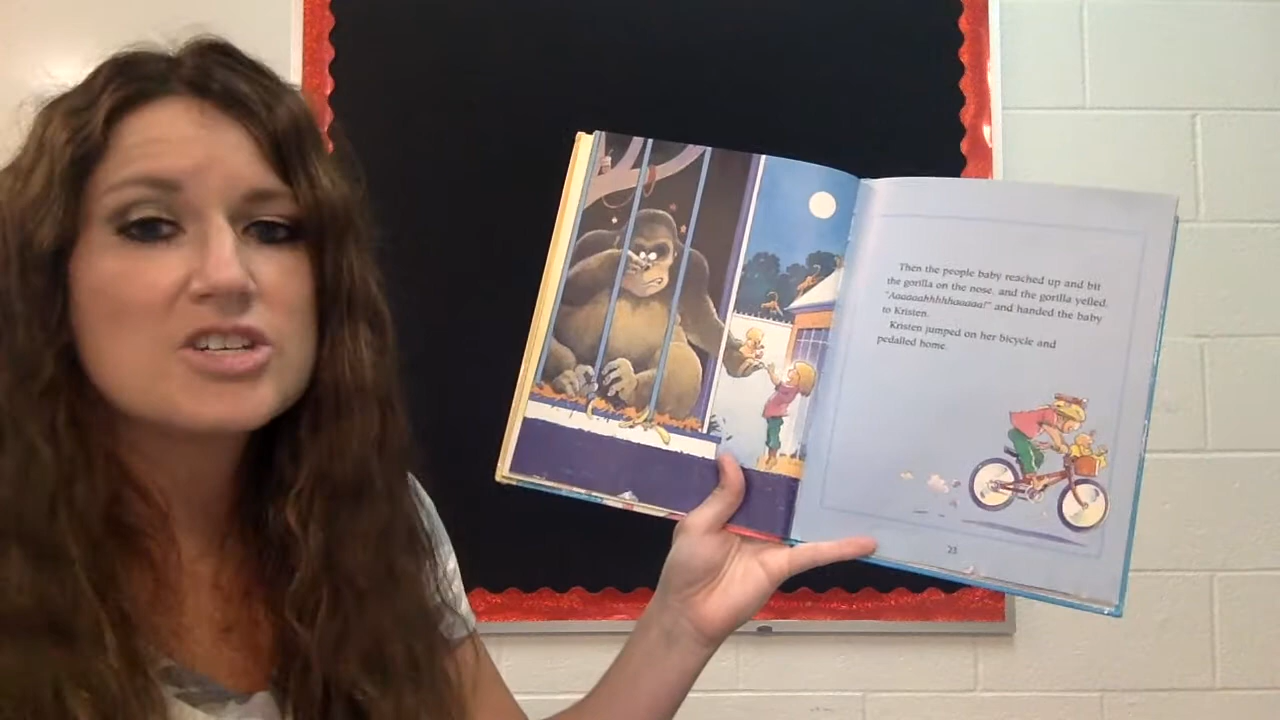 Then the people baby reached up and bit
the gorilla on the nose, and the gorilla yelled,
"Aaaaaahhhhhaaaaa!" and handed the baby
to Kristen.
Kristen jumped on her bicycle and
pedalled home.
23